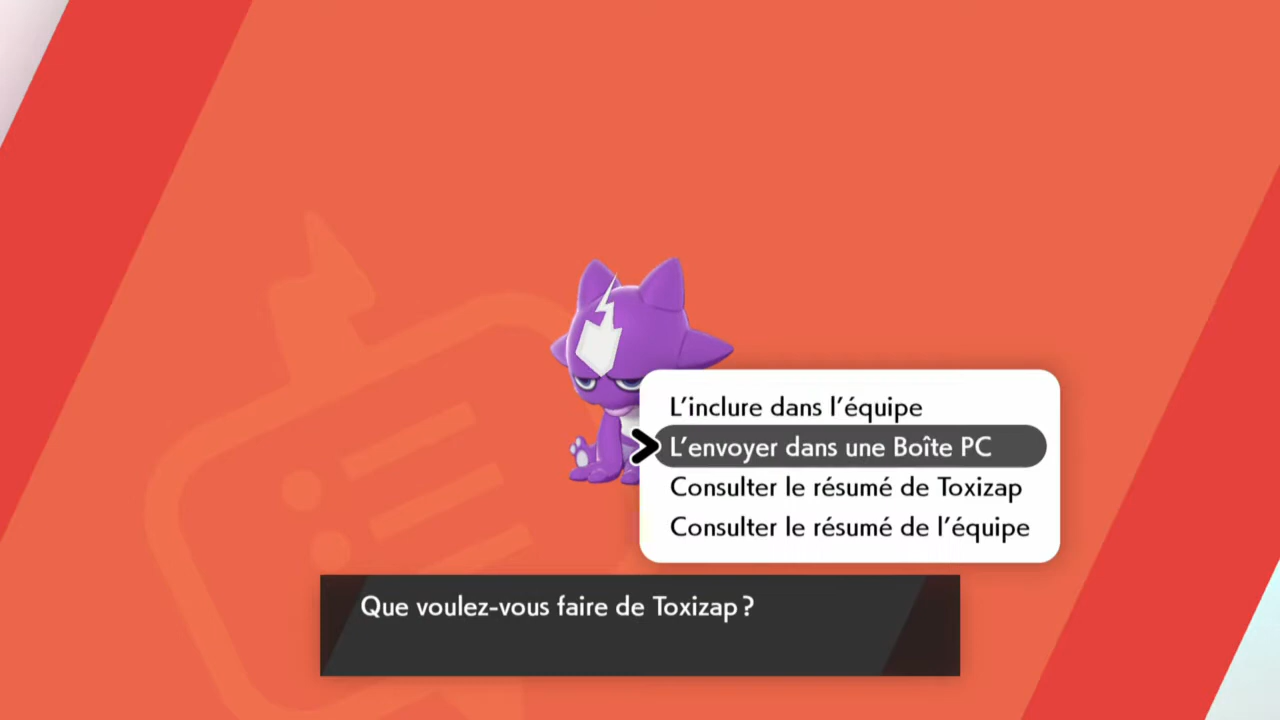 L'inclure dans l'équipe
L'envoyer dans une Boîte PC
Consulter le résumé de Toxizap
Consulter le résumé de l'équipe
Que voulez-vous faire de Toxizap ?